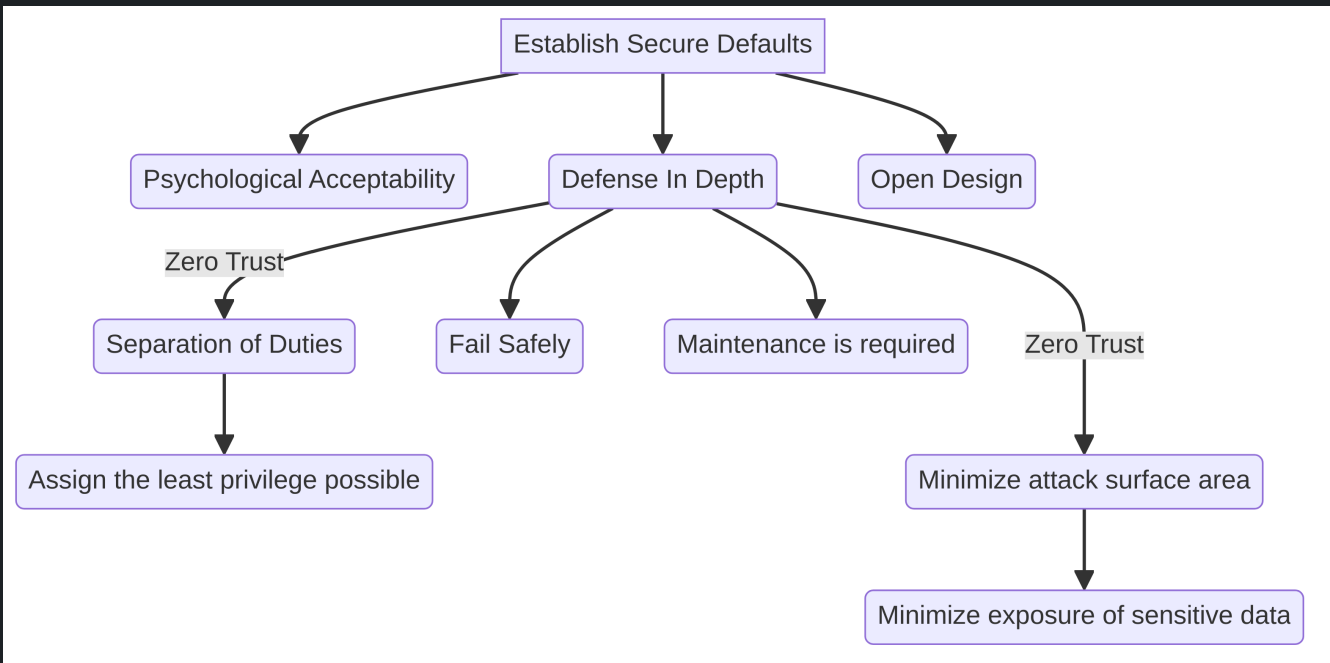 Establish Secure Defaults
Psychological Acceptability
Defense In Depth
Open Design
Zero Trust
Separation of Duties
Fail Safely
Maintenance is required
Zero Trust
Assign the least privilege possible
Minimize attack surface area
Minimize exposure of sensitive data